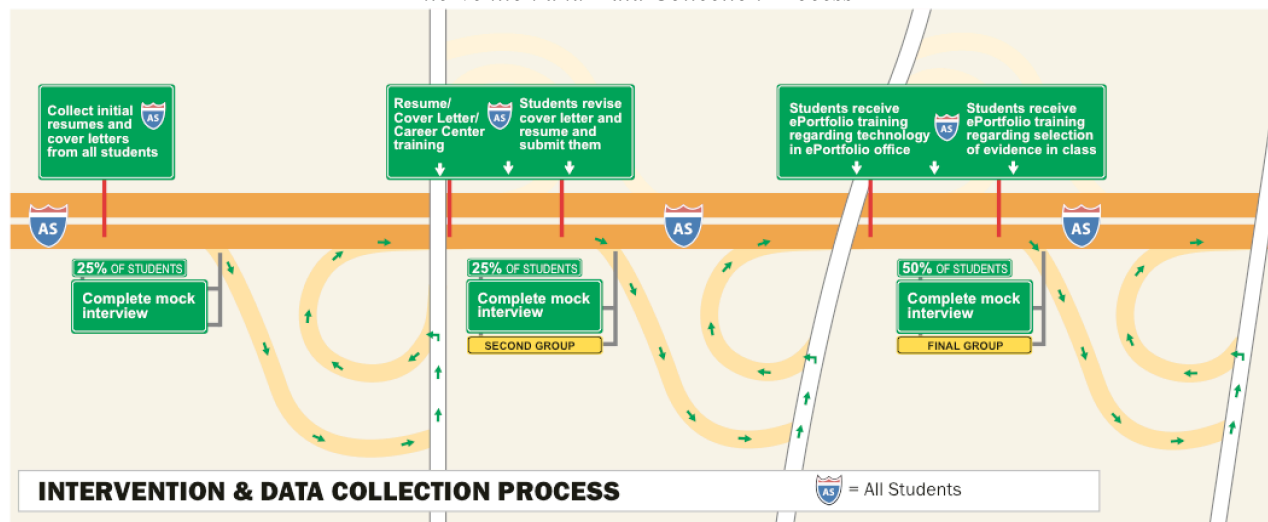 Collect initial
resumes and
cover letters
from all students
AS
Resume/
Cover Letter/
Career Center
training
AS
Students revise
cover letter and
resume and
submit them
Students receive
ePortfolio training
regarding technology
in ePortfolio office
AS
Students receive
ePortfolio training
regarding selection
of evidence in class
AS
AS
AS
25% OF STUDENTS
Complete mock
interview
25% OF STUDENTS
Complete mock
interview
SECOND GROUP
50% OF STUDENTS
Complete mock
interview
FINAL GROUP
INTERVENTION & DATA COLLECTION PROCESS
AS = All Students